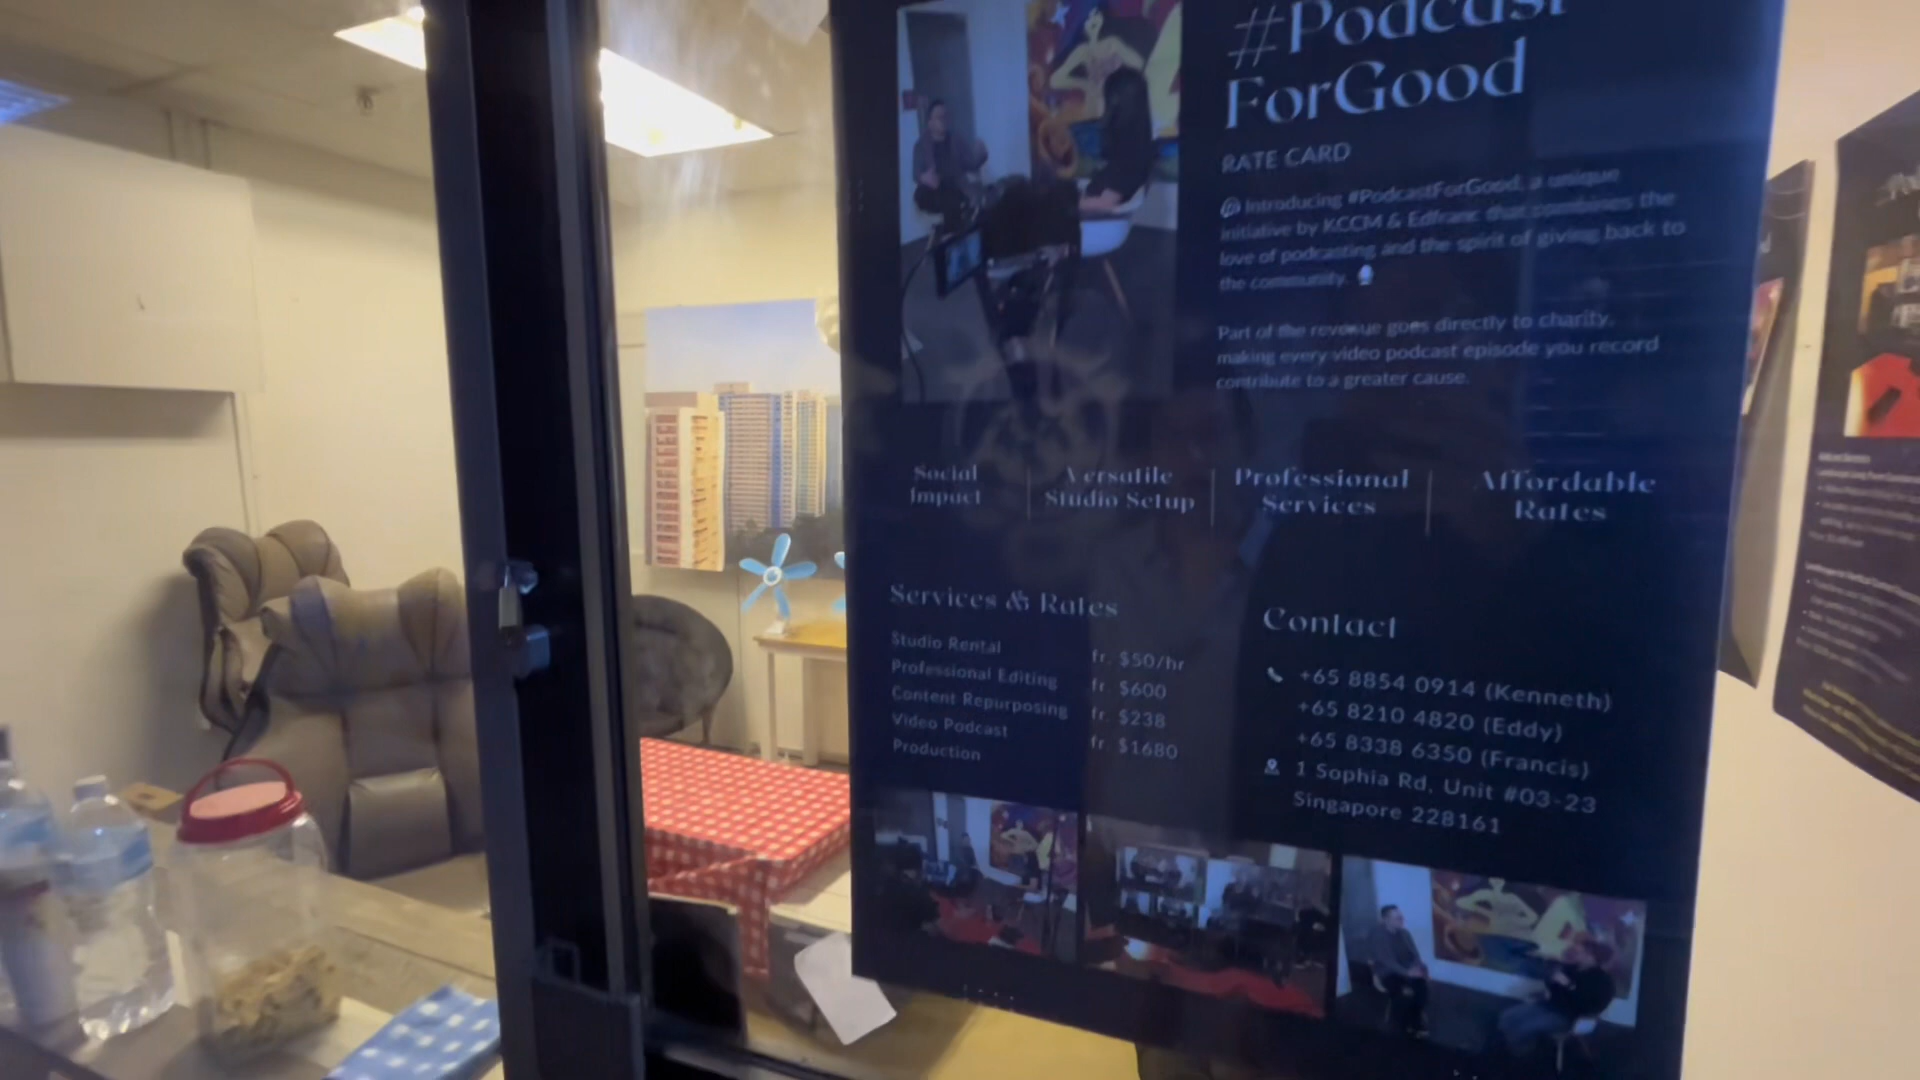 #Podcast
ForGood
RATE CARD
Introducing #PodcastForGood, a unique
initiative by KCCM & Edfranc that combines the
love of podcasting and the spirit of giving back to
the community.
Part of the revenue goes directly to charity,
making every video podcast episode you record
contribute to a greater cause.
Social
Impact
Versatile
Studio Setup
Professional
Services
Affordable
Rates
Services & Rates
Studio Rental fr. $50/hr
Professional Editing fr. $600
Content Repurposing fr. $238
Video Podcast
Production fr. $1680
Contact
+65 8854 0914 (Kenneth)
+65 8210 4820 (Eddy)
+65 8338 6350 (Francis)
1 Sophia Rd, Unit #03-23
Singapore 228161